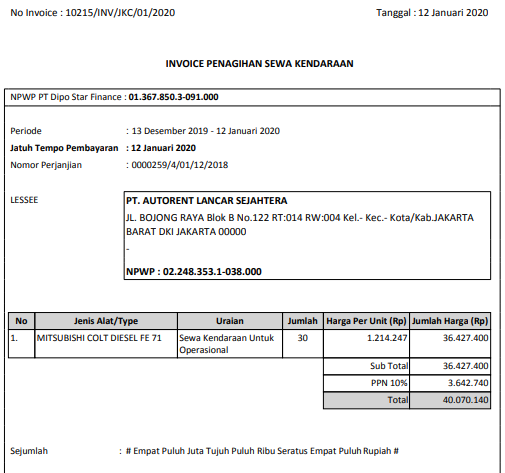 No Invoice : 10215/INV/JKC/01/2020 Tanggal : 12 Januari 2020
INVOICE PENAGIHAN SEWA KENDARAAN
NPWP PT Dipo Star Finance : 01.367.850.3-091.000
Periode : 13 Desember 2019 - 12 Januari 2020
Jatuh Tempo Pembayaran : 12 Januari 2020
Nomor Perjanjian : 0000259/4/01/12/2018
LESSEE PT. AUTORENT LANCAR SEJAHTERA
JL. BOJONG RAYA Blok B No.122 RT:014 RW:004 Kel.- Kec.- Kota/Kab.JAKARTA
BARAT DKI JAKARTA 00000
-
NPWP : 02.248.353.1-038.000
No Jenis Alat/Type Uraian Jumlah Harga Per Unit (Rp) Jumlah Harga (Rp)
1. MITSUBISHI COLT DIESEL FE 71 Sewa Kendaraan Untuk 30 1.214.247 36.427.400
Operasional
Sub Total 36.427.400
PPN 10% 3.642.740
Total 40.070.140
Sejumlah : # Empat Puluh Juta Tujuh Puluh Ribu Seratus Empat Puluh Rupiah #